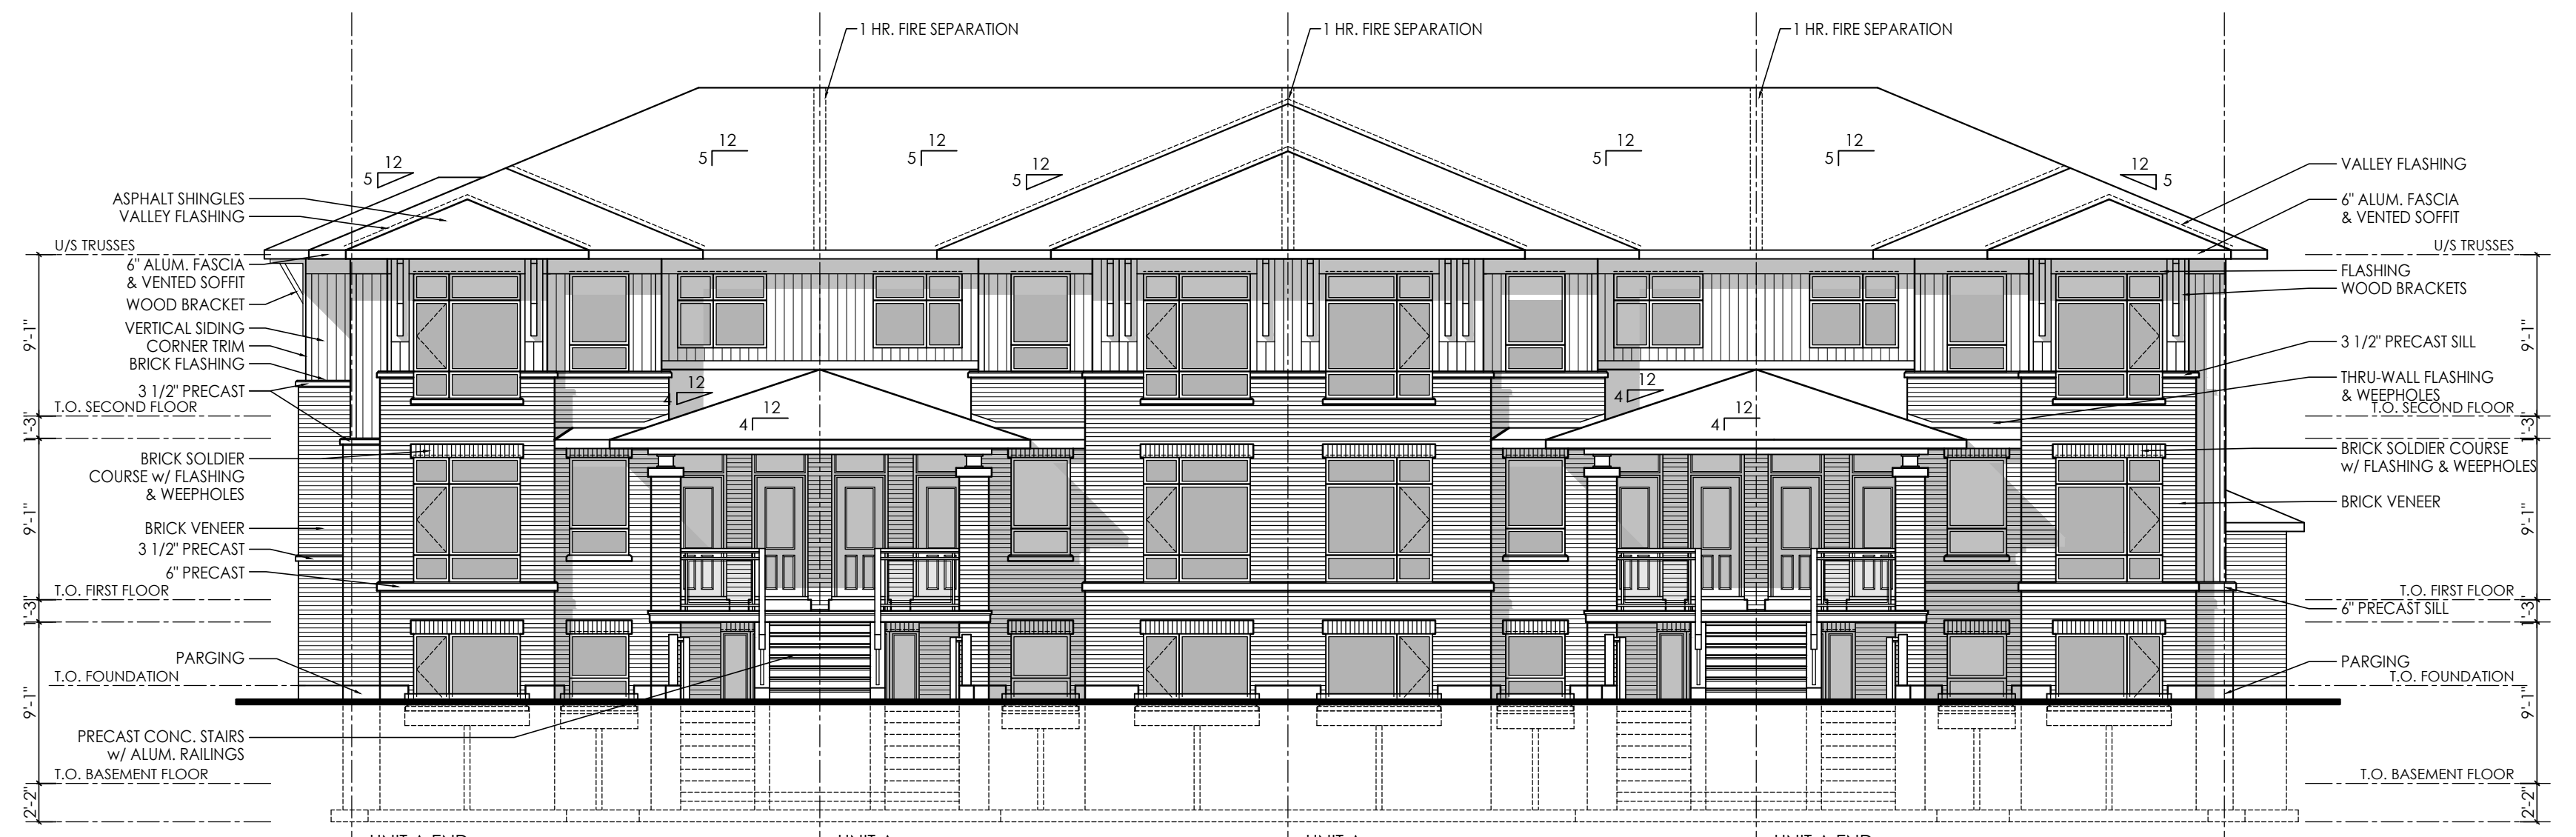 1 HR. FIRE SEPARATION
1 HR. FIRE SEPARATION
1 HR. FIRE SEPARATION
12
5
12
5
12
5
12
5
12
5
12
5
12
5
ASPHALT SHINGLES
VALLEY FLASHING
U/S TRUSSES
6" ALUM. FASCIA
& VENTED SOFFIT
WOOD BRACKET
VERTICAL SIDING
CORNER TRIM
BRICK FLASHING
3 1/2" PRECAST
T.O. SECOND FLOOR
BRICK SOLDIER
COURSE w/ FLASHING
& WEEPHOLES
BRICK VENEER
3 1/2" PRECAST
6" PRECAST
T.O. FIRST FLOOR
PARGING
T.O. FOUNDATION
PRECAST CONC. STAIRS
w/ ALUM. RAILINGS
T.O. BASEMENT FLOOR
9'-1"
1'-3"
9'-1"
1'-3"
9'-1"
2'-2"
12
4
12
4
12
4
12
4
VALLEY FLASHING
6" ALUM. FASCIA
& VENTED SOFFIT
U/S TRUSSES
FLASHING
WOOD BRACKETS
3 1/2" PRECAST SILL
THRU-WALL FLASHING
& WEEPHOLES
T.O. SECOND FLOOR
BRICK SOLDIER COURSE
w/ FLASHING & WEEPHOLES
BRICK VENEER
T.O. FIRST FLOOR
6" PRECAST SILL
PARGING
T.O. FOUNDATION
T.O. BASEMENT FLOOR
9'-1"
1'-3"
9'-1"
1'-3"
9'-1"
2'-2"